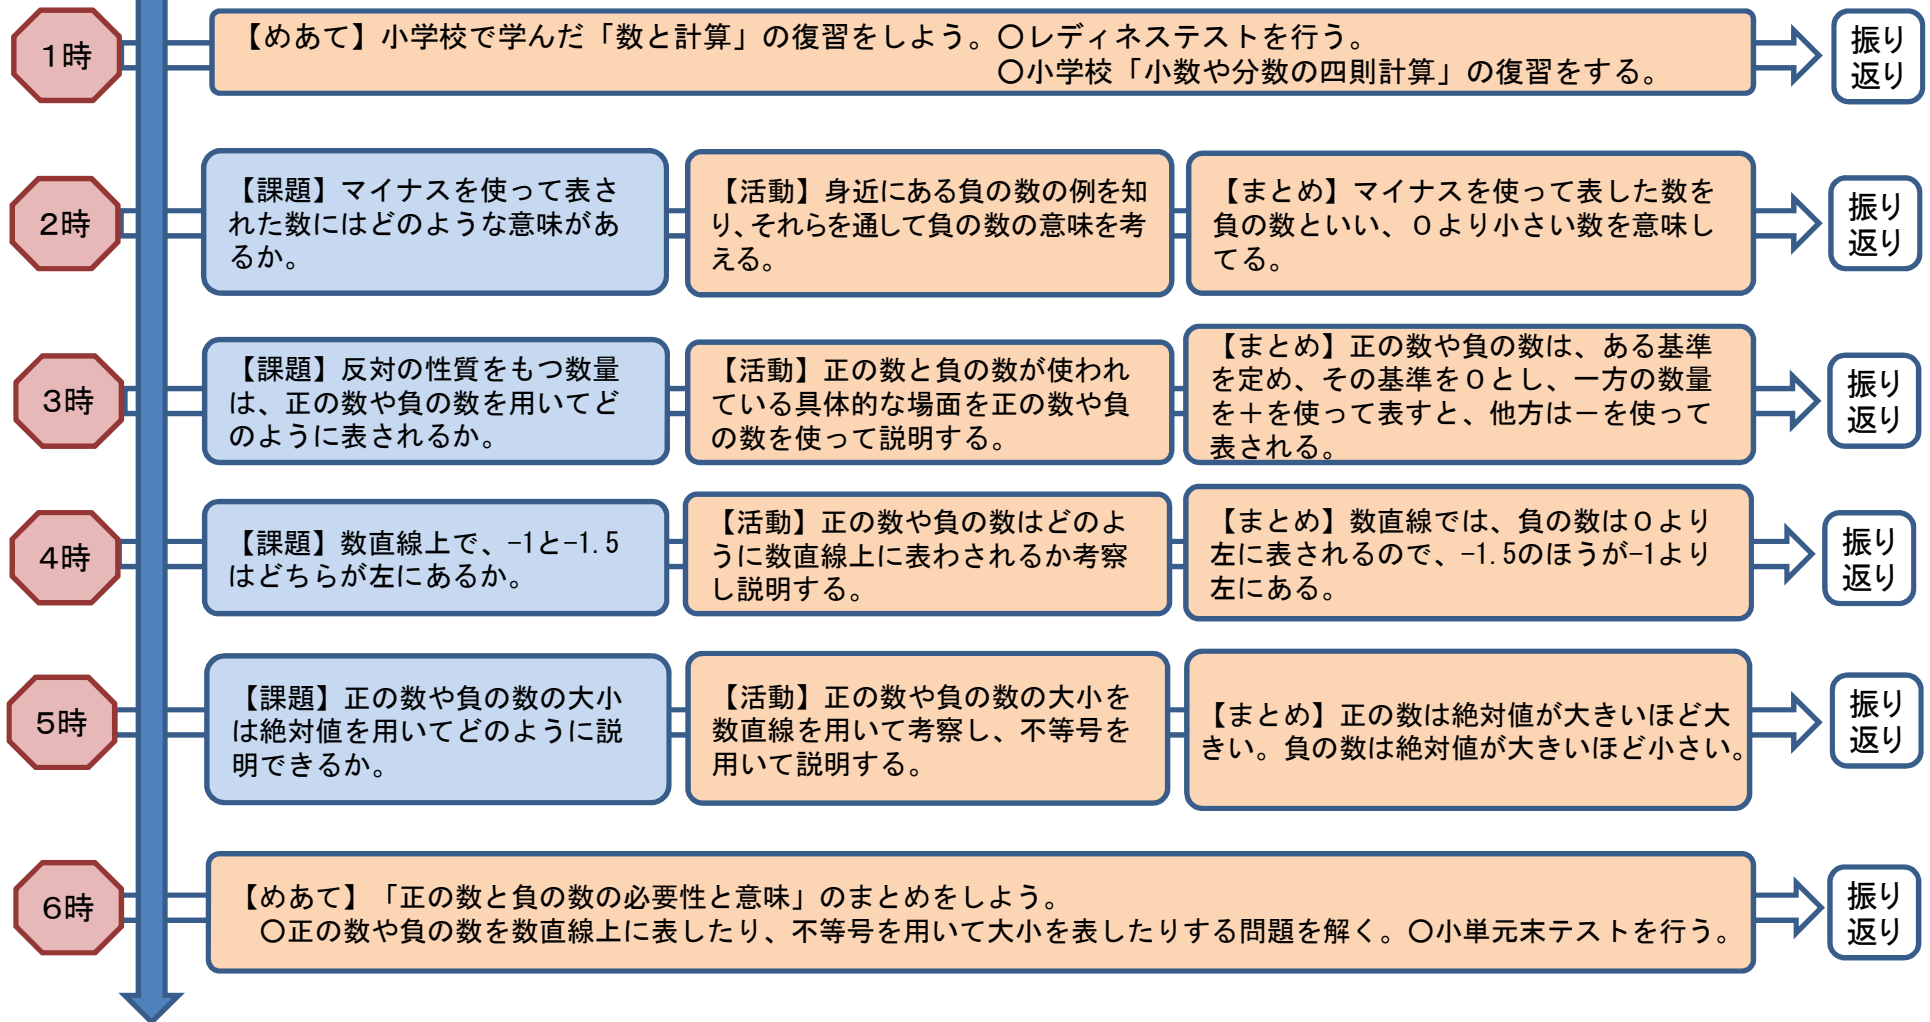 1時
【めあて】小学校で学んだ「数と計算」の復習をしよう。〇レディネステストを行う。
〇小学校「小数や分数の四則計算」の復習をする。
振り
返り
2時
【課題】マイナスを使って表さ
れた数にはどのような意味があ
るか。
【活動】身近にある負の数の例を知
り、それらを通して負の数の意味を考
える。
【まとめ】マイナスを使って表した数を
負の数といい、0より小さい数を意味し
てる。
振り
返り
3時
【課題】反対の性質をもつ数量
は、正の数や負の数を用いてど
のように表されるか。
【活動】正の数と負の数が使われ
ている具体的な場面を正の数や負
の数を使って説明する。
【まとめ】正の数や負の数は、ある基準
を定め、その基準を0とし、一方の数量
を＋を使って表すと、他方は－を使って
表される。
振り
返り
4時
【課題】数直線上で、-1と-1.5
はどちらが左にあるか。
【活動】正の数や負の数はどのよ
うに数直線上に表わされるか考察
し説明する。
【まとめ】数直線では、負の数は0より
左に表されるので、-1.5のほうが-1より
左にある。
振り
返り
5時
【課題】正の数や負の数の大小
は絶対値を用いてどのように説
明できるか。
【活動】正の数や負の数の大小を
数直線を用いて考察し、不等号を
用いて説明する。
【まとめ】正の数は絶対値が大きいほど大
きい。負の数は絶対値が大きいほど小さい。
振り
返り
6時
【めあて】「正の数と負の数の必要性と意味」のまとめをしよう。
〇正の数や負の数を数直線上に表したり、不等号を用いて大小を表したりする問題を解く。〇小単元末テストを行う。
振り
返り